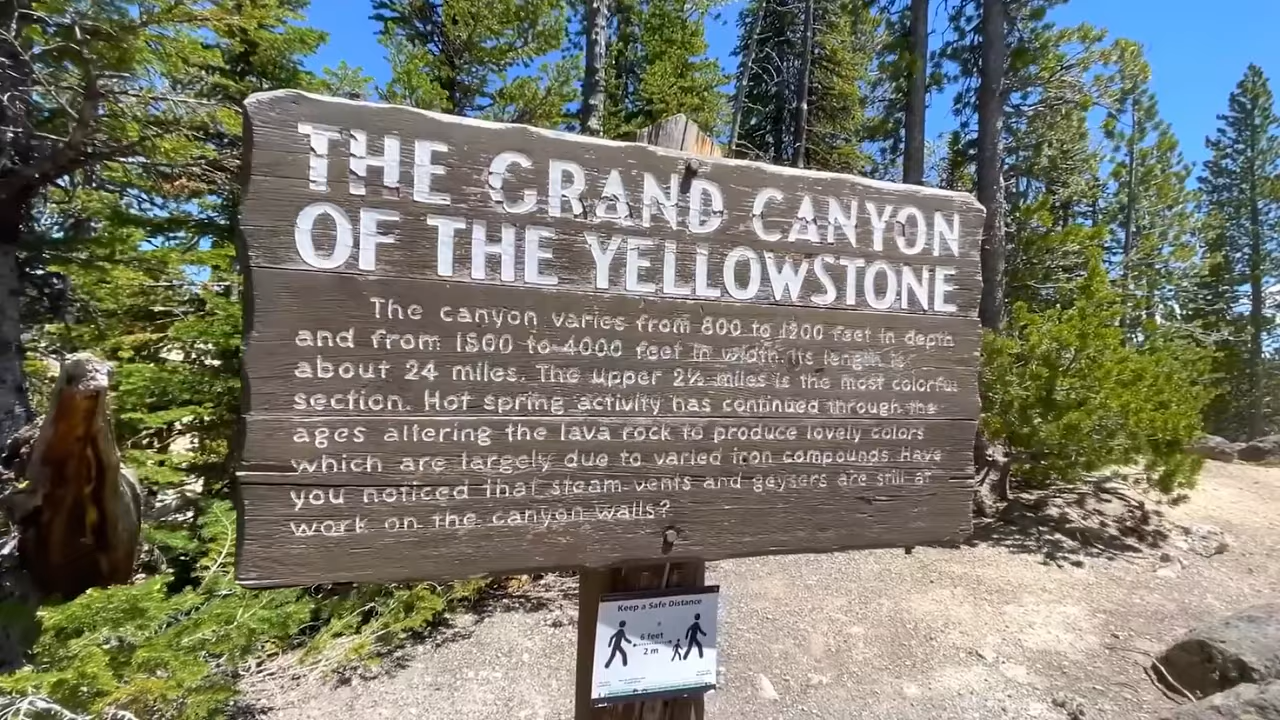 THE GRAND CANYON
OF THE YELLOWSTONE
The canyon varies from 800 to 1200 feet in depth
and from 1500 to 4000 feet in width. Its length is
about 24 miles. The upper 2½ miles is the most colorful
section. Hot spring activity has continued through the
ages altering the lava rock to produce lovely colors
which are largely due to varied iron compounds. Have
you noticed that steam vents and geysers are still at
work on the canyon walls?
Keep a Safe Distance
6 feet
2 m